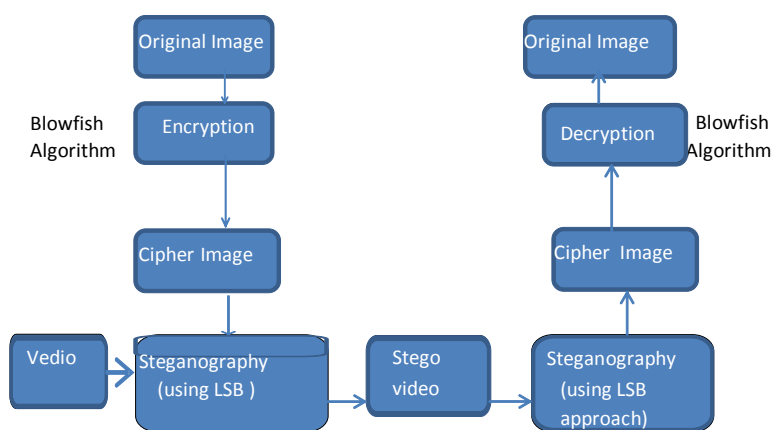 Original Image
Original Image
Blowfish
Algorithm
Encryption
Decryption
Blowfish
Algorithm
Cipher Image
Cipher Image
Vedio
Steganography
(using LSB )
Stego
video
Steganography
(using LSB
approach)